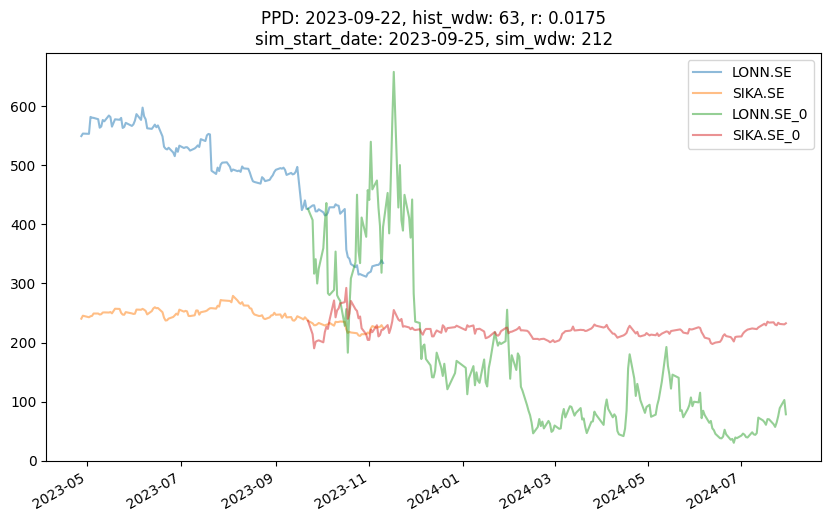 PPD: 2023-09-22, hist_wdw: 63, r: 0.0175
sim_start_date: 2023-09-25, sim_wdw: 212
LONN.SE
SIKA.SE
LONN.SE_0
SIKA.SE_0
600
500
400
300
200
100
0
2023-05
2023-07
2023-09
2023-11
2024-01
2024-03
2024-05
2024-07